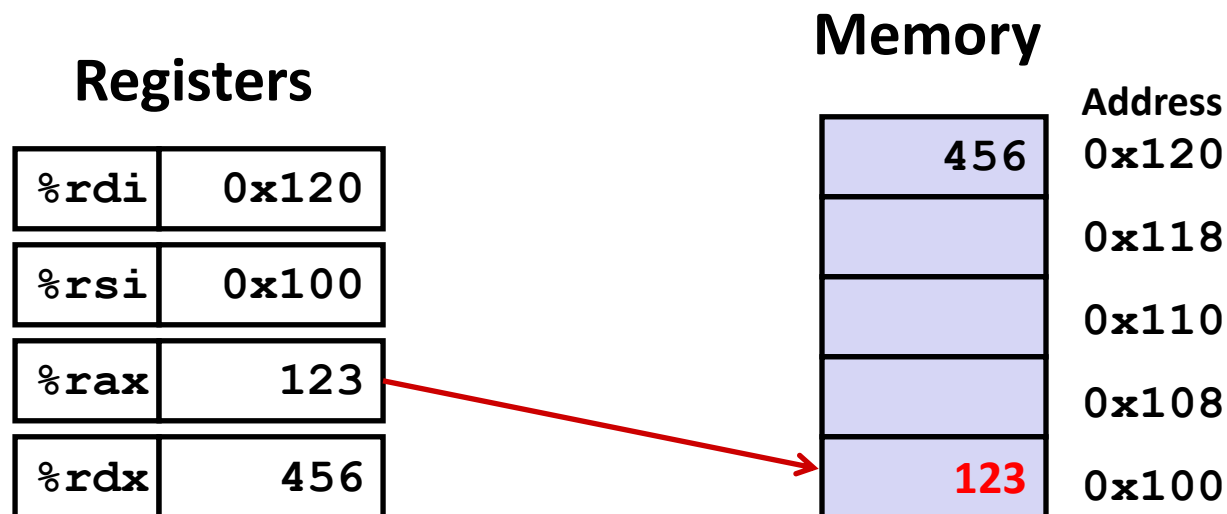 Registers
%rdi 0x120
%rsi 0x100
%rax 123
%rdx 456
Memory
Address
456 0x120
0x118
0x110
0x108
123 0x100